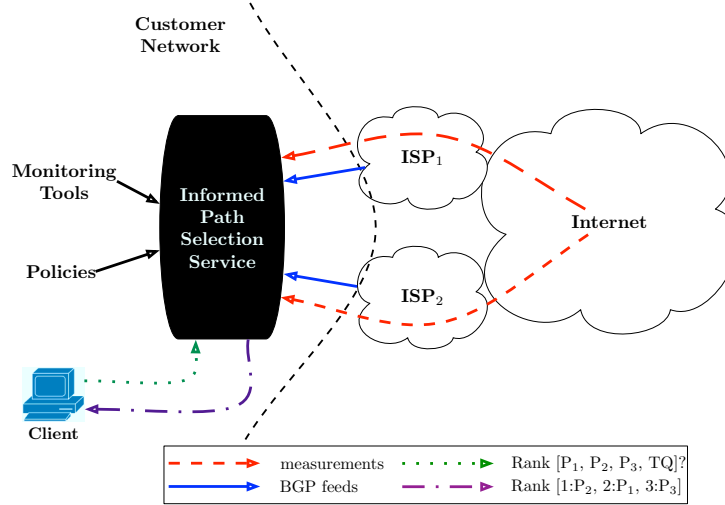 Customer
Network
ISP₁
Monitoring
Tools
Informed
Path
Selection
Service
Internet
Policies
ISP₂
Client
measurements
Rank [P₁, P₂, P₃, TQ]?
BGP feeds
Rank [1:P₂, 2:P₁, 3:P₃]